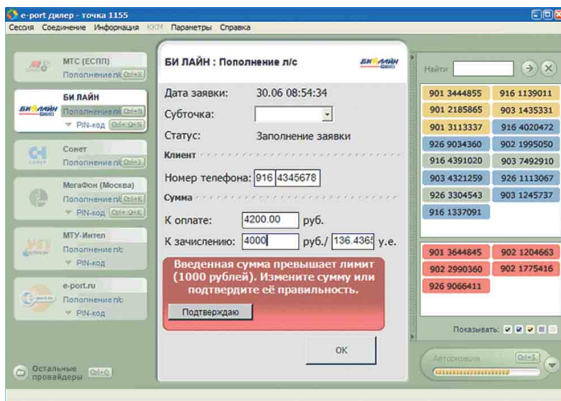 e-port дилер - точка 1155
Сессия Соединение Информация ККМ Параметры Справка
МТС (ЕСПП)
Пополнение л/с Ctrl+X
БИ ЛАЙН
Пополнение л/с
PIN-код
Сонет
Пополнение л/с
МегаФон (Москва)
Пополнение л/с
PIN-код
МТУ-Интел
Пополнение л/с
PIN-код
e-port.ru
Пополнение л/с
PIN-код
Остальные провайдеры Ctrl+Q
БИ ЛАЙН : Пополнение л/с
Дата заявки: 30.06 08:54:34
Субточка:
Статус: Заполнение заявки
Клиент
Номер телефона: 916 4345678
Сумма
К оплате: 4200.00 руб.
К зачислению: 4000 руб./ 136.4365 у.е.
Введенная сумма превышает лимит
(1000 рублей). Измените сумму или
подтвердите её правильность.
Подтверждаю
OK
Найти
901 3444855 916 1139011
901 2185865 903 1435331
901 3113337 916 4020472
926 9034360 902 1995050
916 4391020 903 7492910
903 4321259 926 1113067
926 3304543 903 1245737
916 1337091
901 3644845 902 1204663
902 2990360 902 1775416
926 9066411
Показывать:
Авторизация Ctrl+S